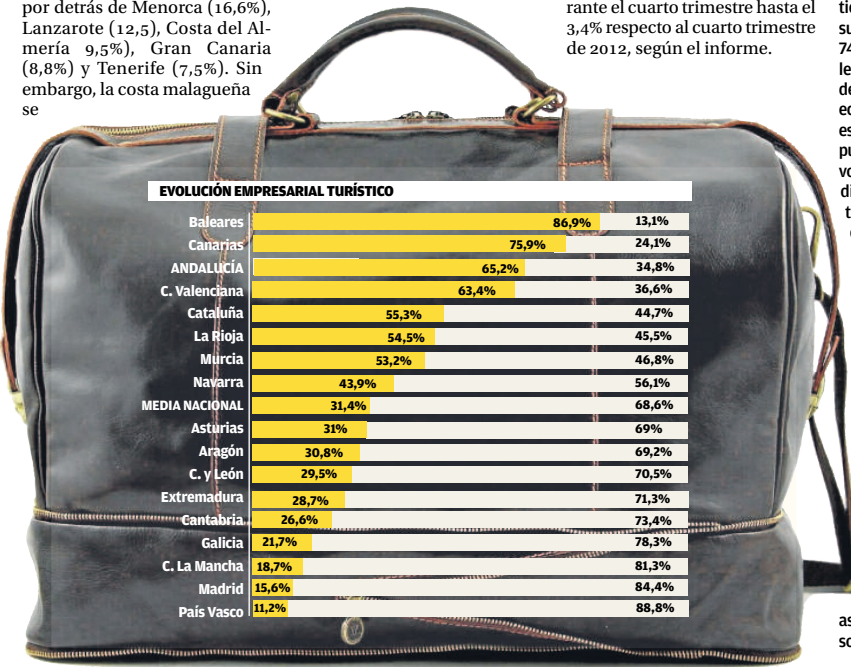 por detrás de Menorca (16,6%),
Lanzarote (12,5), Costa del Al-
mería 9,5%), Gran Canaria
(8,8%) y Tenerife (7,5%). Sin
embargo, la costa malagueña
se
rante el cuarto trimestre hasta el
3,4% respecto al cuarto trimestre
de 2012, según el informe.
EVOLUCIÓN EMPRESARIAL TURÍSTICO
Baleares 86,9% 13,1%
Canarias 75,9% 24,1%
ANDALUCÍA 65,2% 34,8%
C. Valenciana 63,4% 36,6%
Cataluña 55,3% 44,7%
La Rioja 54,5% 45,5%
Murcia 53,2% 46,8%
Navarra 43,9% 56,1%
MEDIA NACIONAL 31,4% 68,6%
Asturias 31% 69%
Aragón 30,8% 69,2%
C. y León 29,5% 70,5%
Extremadura 28,7% 71,3%
Cantabria 26,6% 73,4%
Galicia 21,7% 78,3%
C. La Mancha 18,7% 81,3%
Madrid 15,6% 84,4%
País Vasco 11,2% 88,8%